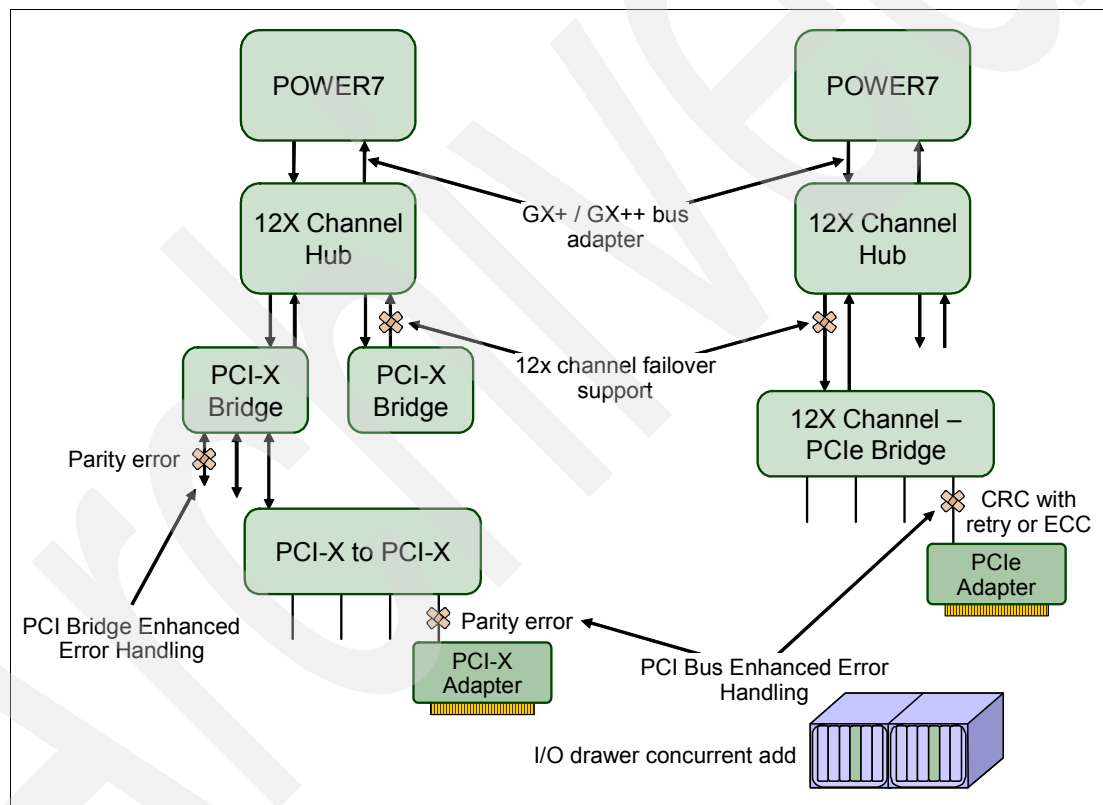 POWER7
POWER7
GX+ / GX++ bus
adapter
12X Channel
Hub
12X Channel
Hub
12x channel failover
support
PCI-X
Bridge
PCI-X
Bridge
12X Channel –
PCIe Bridge
Parity error
CRC with
retry or ECC
PCI-X to PCI-X
PCIe
Adapter
PCI Bridge Enhanced
Error Handling
Parity error
PCI-X
Adapter
PCI Bus Enhanced Error
Handling
I/O drawer concurrent add
Archived